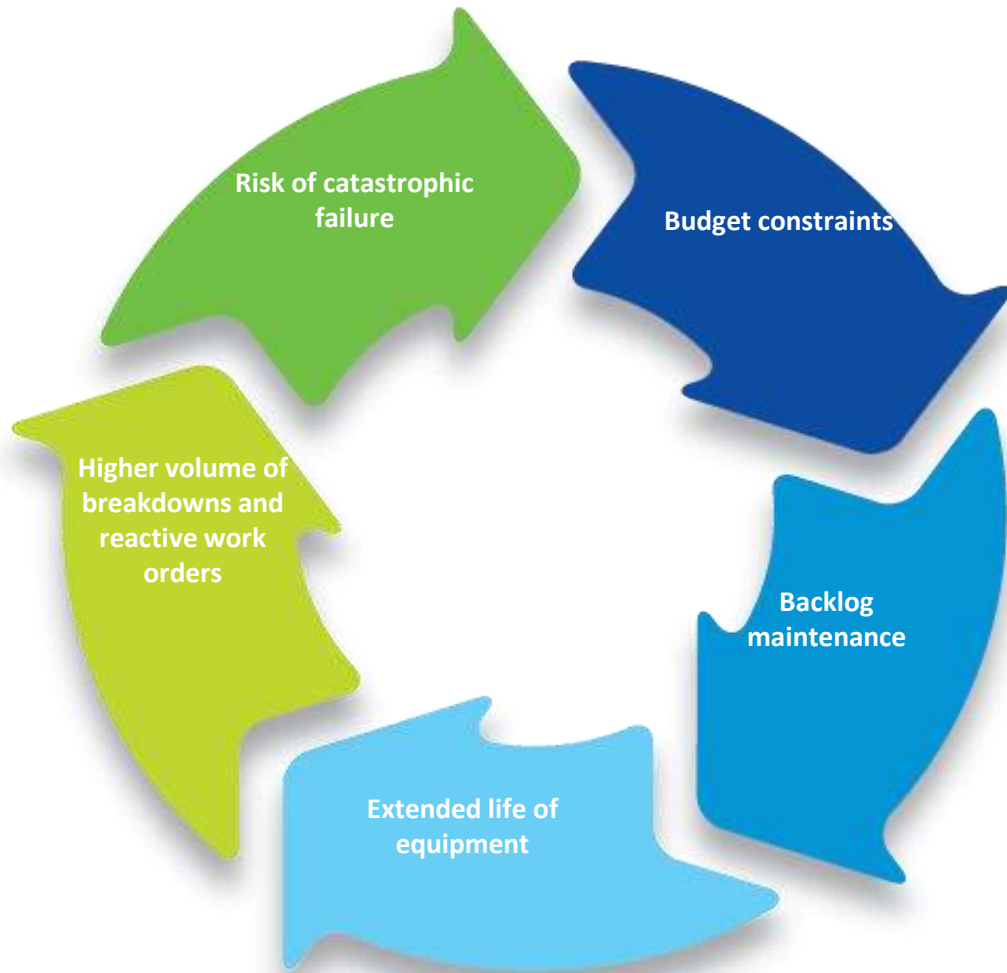 Risk of catastrophic
failure
Budget constraints
Backlog
maintenance
Extended life of
equipment
Higher volume of
breakdowns and
reactive work
orders